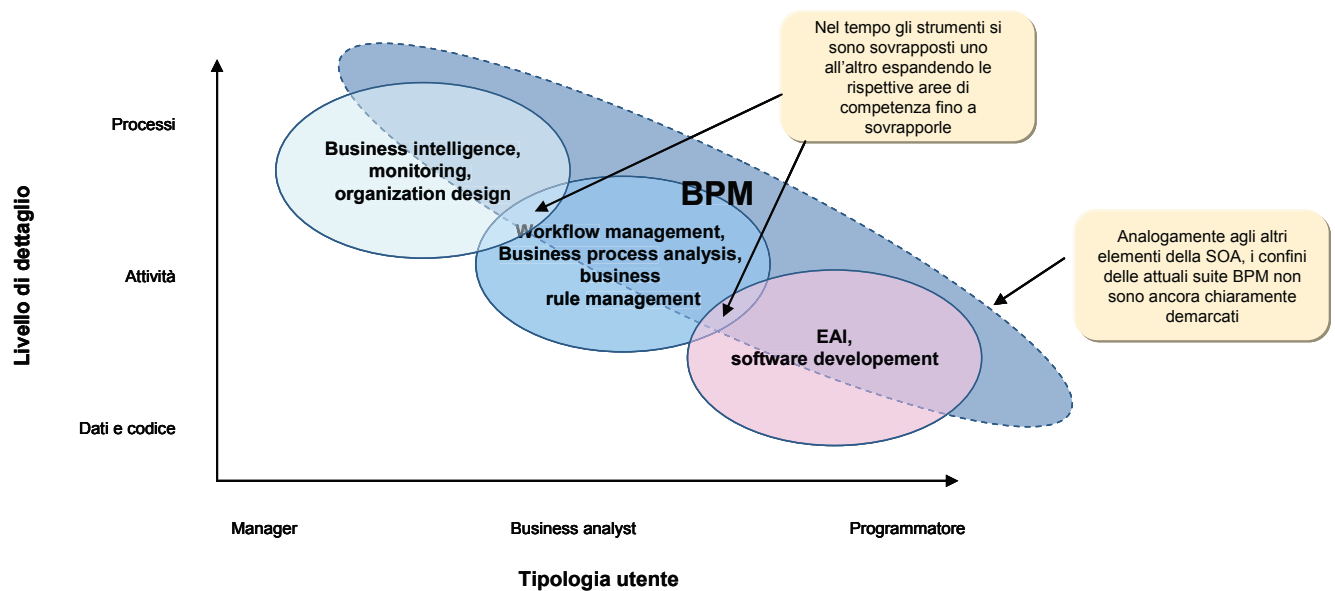 Nel tempo gli strumenti si
sono sovrapposti uno
all'altro espandendo le
rispettive aree di
competenza fino a
sovrapporle
Processi
Business intelligence,
monitoring,
organization design
BPM
Livello di dettaglio
Workflow management,
Business process analysis,
business
rule management
Analogamente agli altri
elementi della SOA, i confini
delle attuali suite BPM non
sono ancora chiaramente
demarcati
Attività
EAI,
software developement
Dati e codice
Manager
Business analyst
Programmatore
Tipologia utente